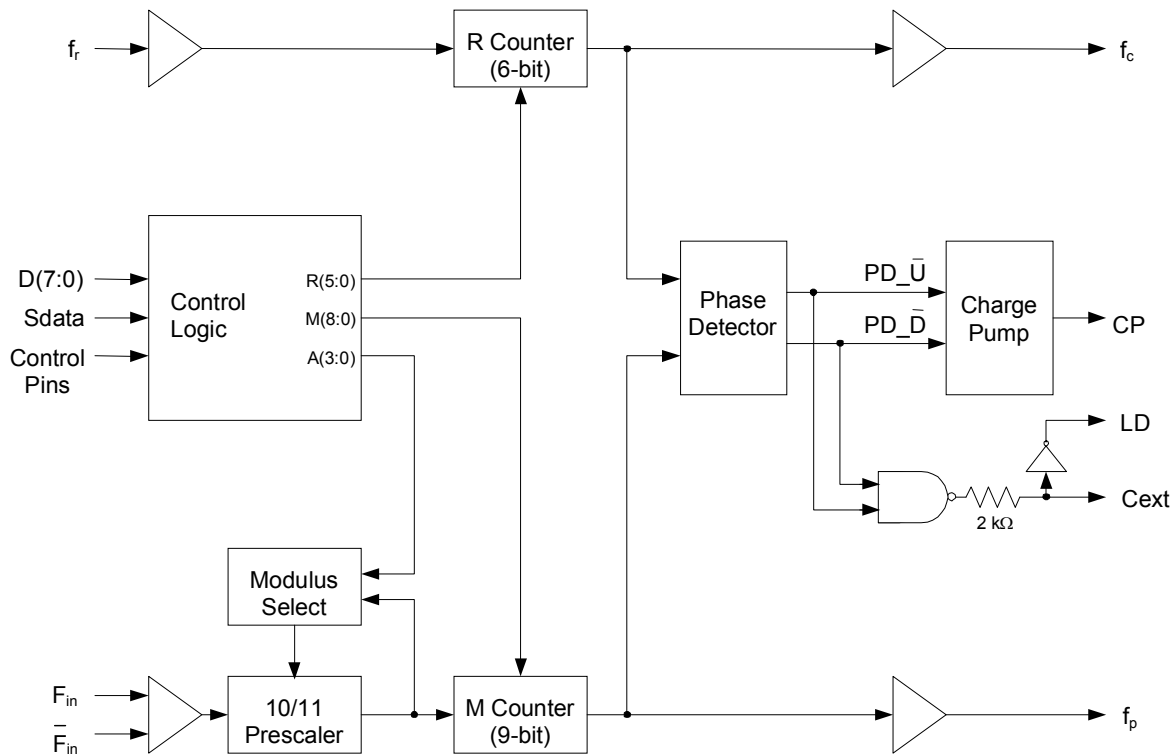 fr
R Counter
(6-bit)
fc
D(7:0)
Sdata
Control
Pins
Control
Logic
R(5:0)
M(8:0)
A(3:0)
Phase
Detector
PD_Ū
PD_D̄
Charge
Pump
CP
LD
Cext
2 kΩ
Modulus
Select
Fin
F̄in
10/11
Prescaler
M Counter
(9-bit)
fp